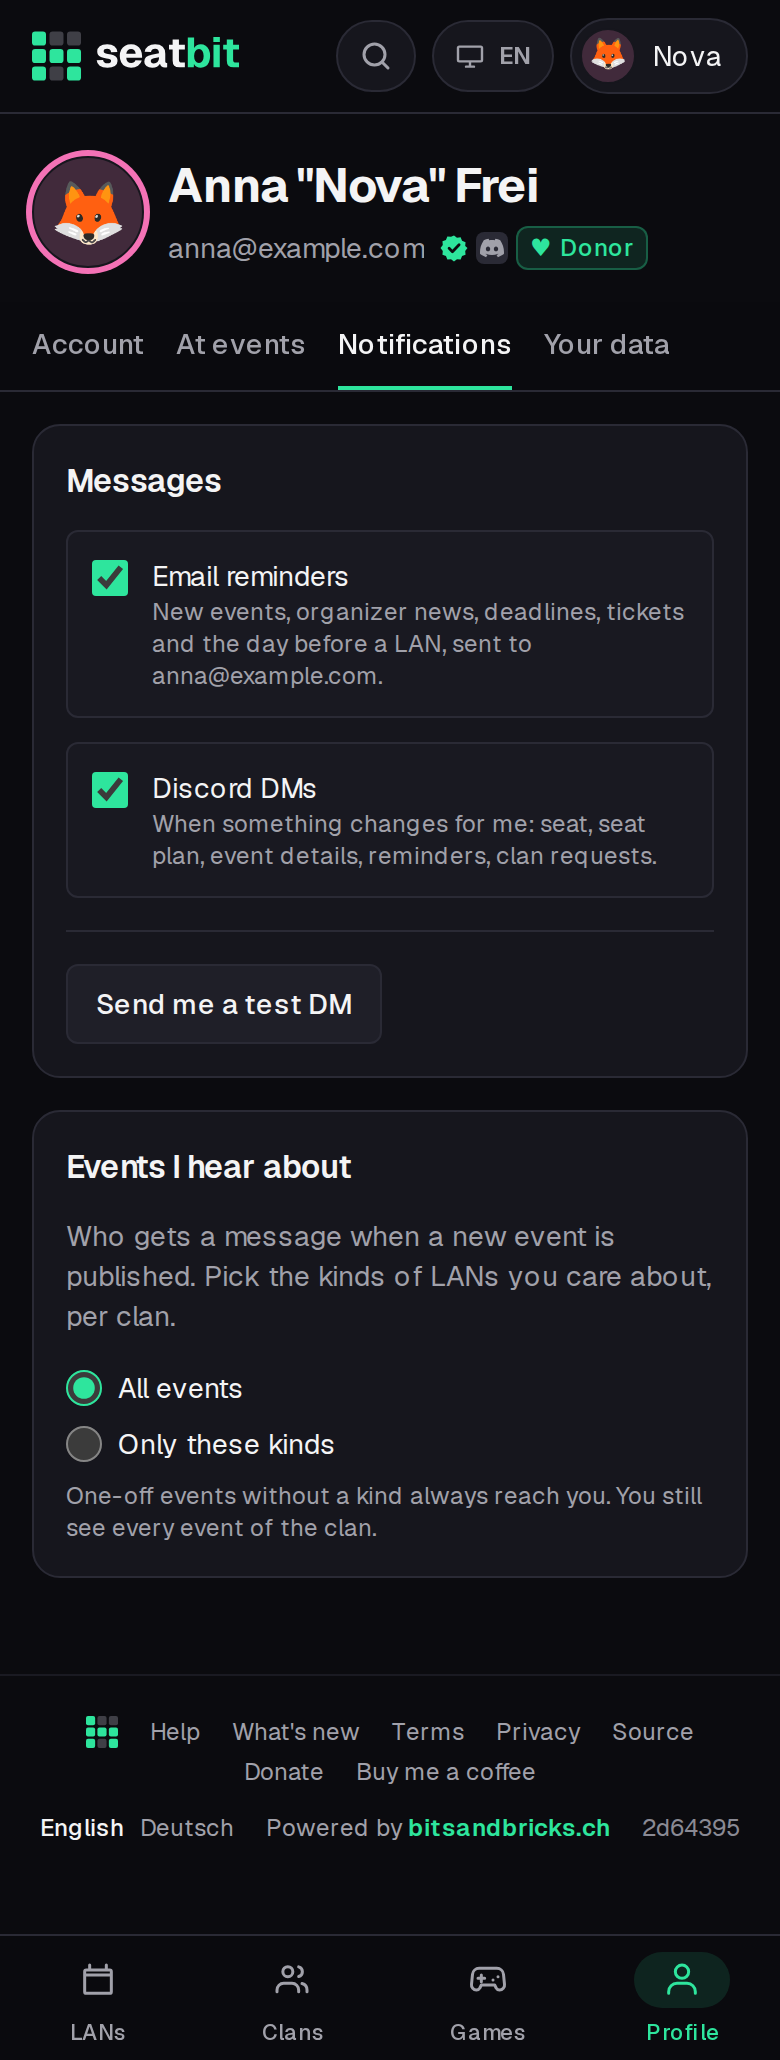 seatbit EN Nova
Anna "Nova" Frei
anna@example.com ♥ Donor
Account At events Notifications Your data
Messages
Email reminders
New events, organizer news, deadlines, tickets
and the day before a LAN, sent to
anna@example.com.
Discord DMs
When something changes for me: seat, seat
plan, event details, reminders, clan requests.
Send me a test DM
Events I hear about
Who gets a message when a new event is
published. Pick the kinds of LANs you care about,
per clan.
All events
Only these kinds
One-off events without a kind always reach you. You still
see every event of the clan.
Help What's new Terms Privacy Source
Donate Buy me a coffee
English Deutsch Powered by bitsandbricks.ch 2d64395
LANs Clans Games Profile